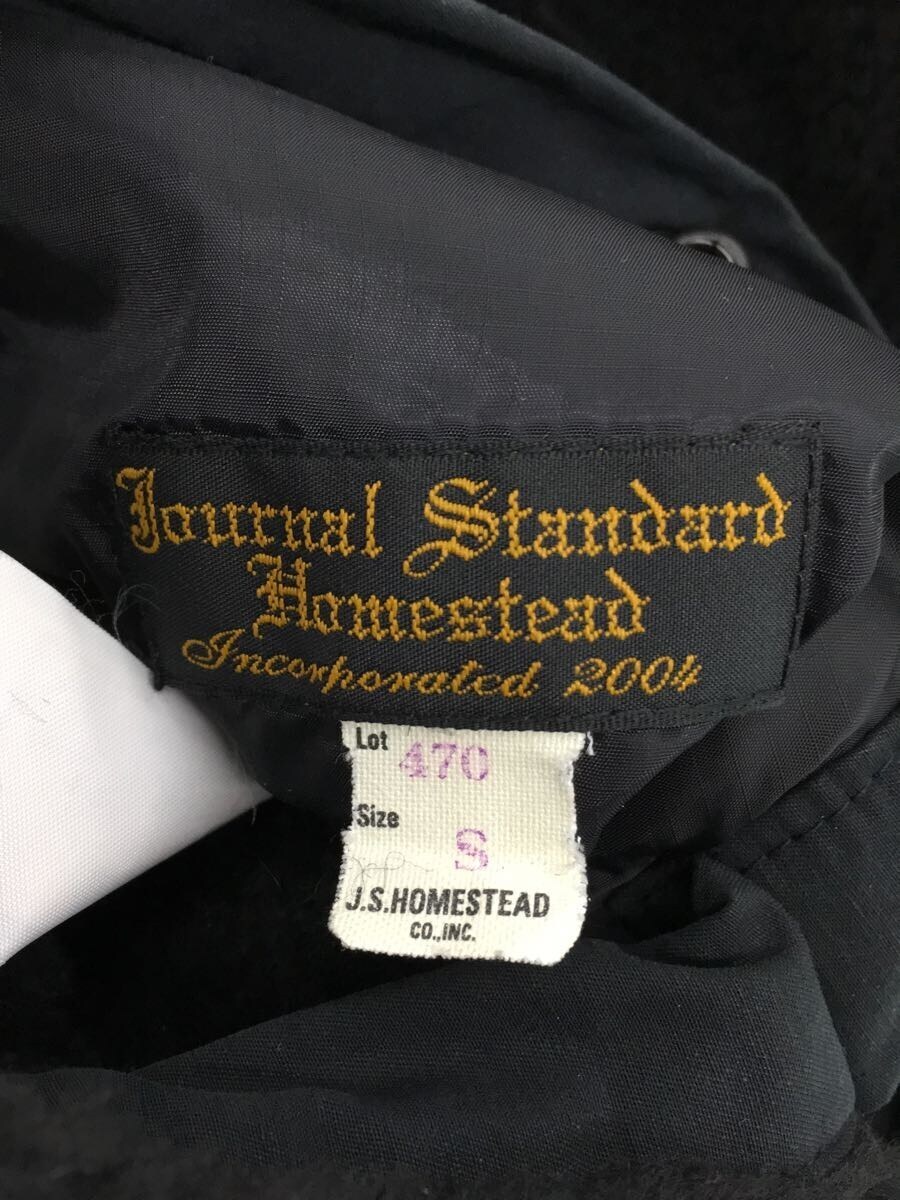 Journal Standard
Homestead
Incorporated 2004
Lot 470
Size S
J.S.HOMESTEAD
CO.,INC.